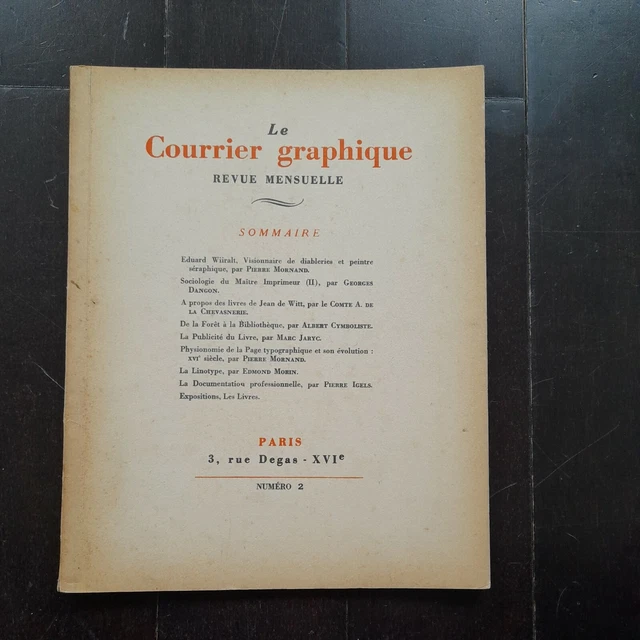 Le
Courrier graphique
REVUE MENSUELLE
SOMMAIRE
Eduard Wiiralt, Visionnaire de diableries et peintre
séraphique, par PIERRE MORNAND.
Sociologie du Maître Imprimeur (II), par GEORGES
DANGON.
A propos des livres de Jean de Witt, par le COMTE A. DE
LA CHEVASNERIE.
De la Forêt à la Bibliothèque, par ALBERT CYMBOLISTE.
La Publicité du Livre, par MARC JARYC.
Physionomie de la Page typographique et son évolution :
XVIe siècle, par PIERRE MORNAND.
La Linotype, par EDMOND MORIN.
La Documentation professionnelle, par PIERRE IGELS.
Expositions, Les Livres.
PARIS
3, rue Degas - XVIe
NUMÉRO 2